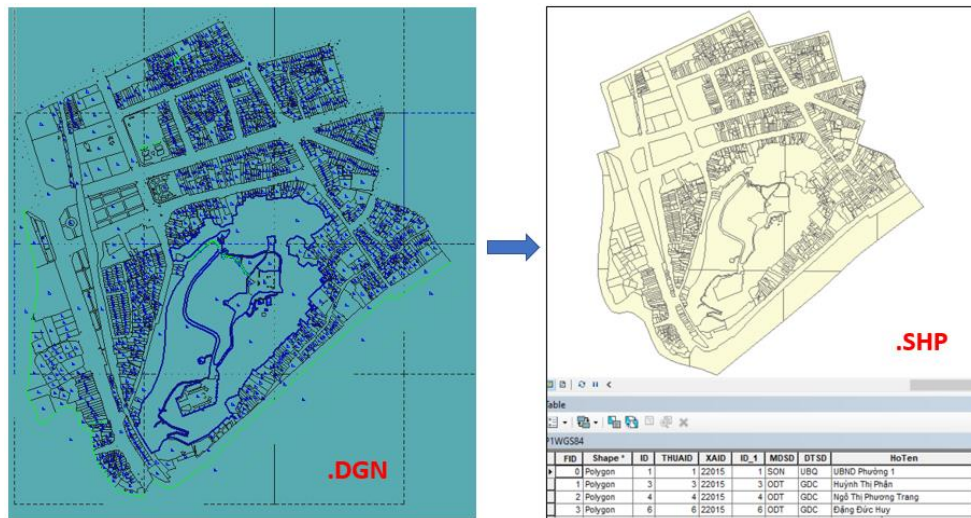 .DGN
.SHP
Table
P1WGS84
FID Shape * ID THUAID XAID ID_1 MDSD DTSD HoTen
0 Polygon 1 1 22015 1 SON UBQ UBND Phường 1
1 Polygon 3 3 22015 3 ODT GDC Huỳnh Thị Phận
2 Polygon 4 4 22015 4 ODT GDC Ngô Thị Phương Trang
3 Polygon 6 6 22015 6 ODT GDC Đặng Đức Huy